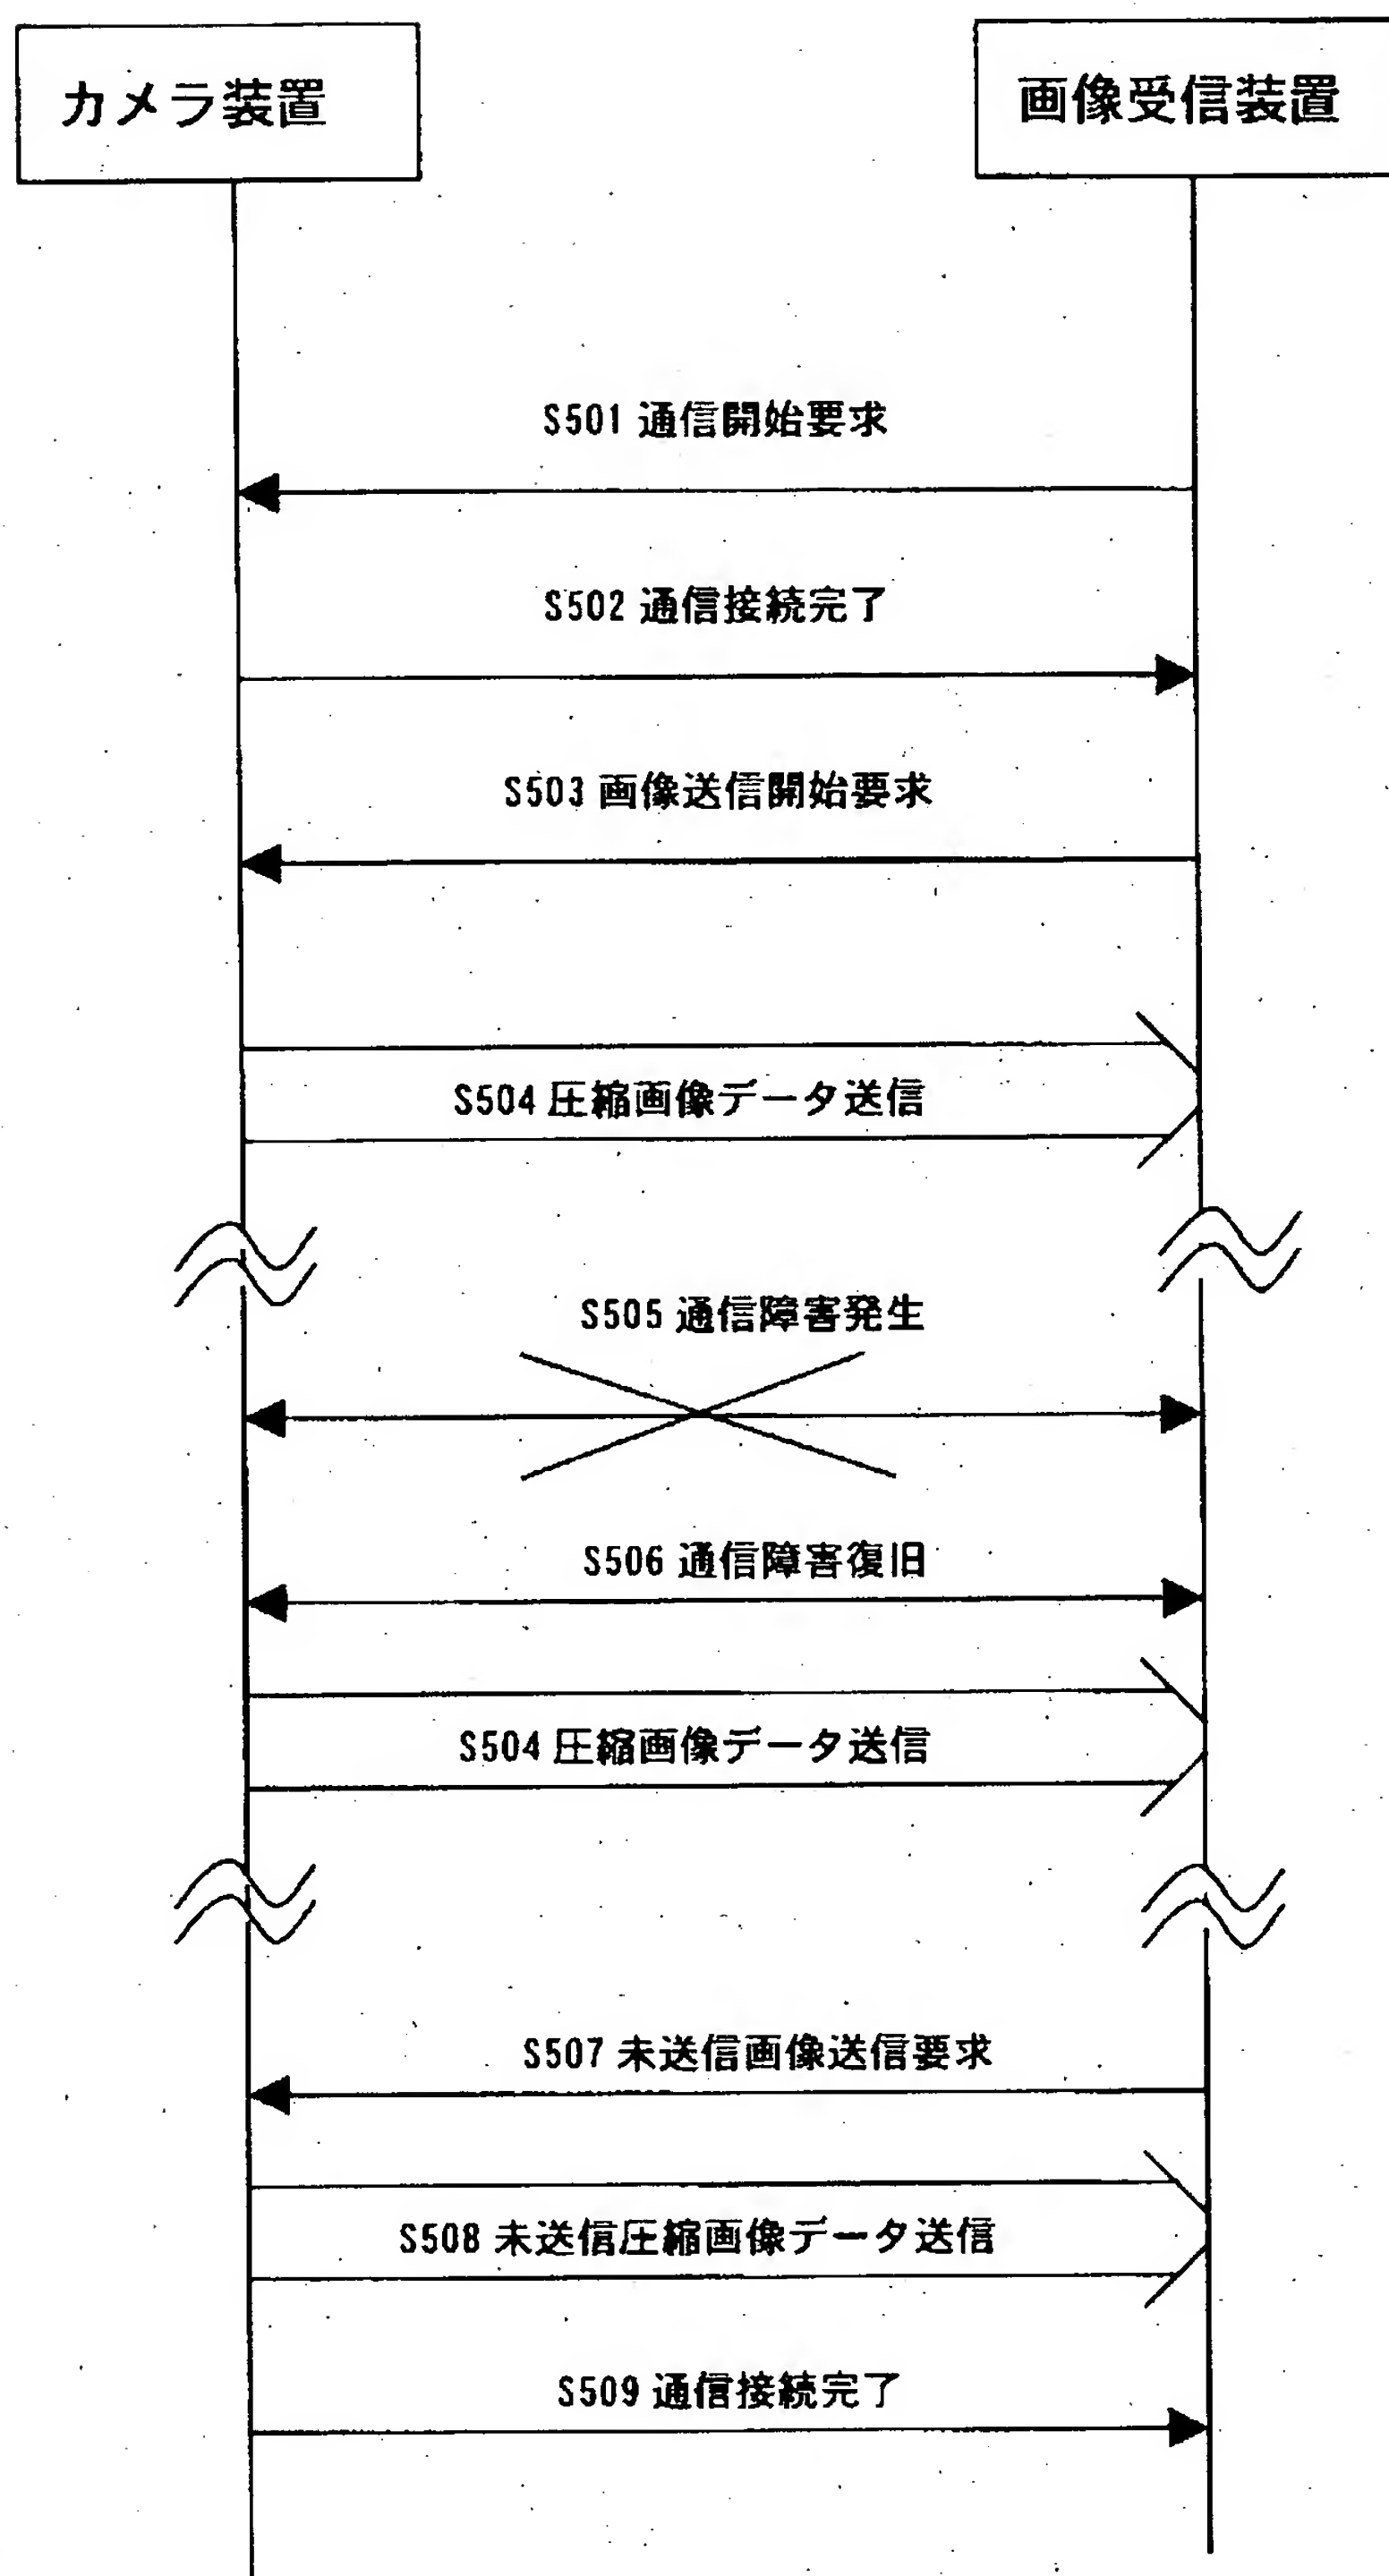 カメラ装置
画像受信装置
S501 通信開始要求
S502 通信接続完了
S503 画像送信開始要求
S504 圧縮画像データ送信
S505 通信障害発生
S506 通信障害復旧
S504 圧縮画像データ送信
S507 未送信画像送信要求
S508 未送信圧縮画像データ送信
S509 通信接続完了